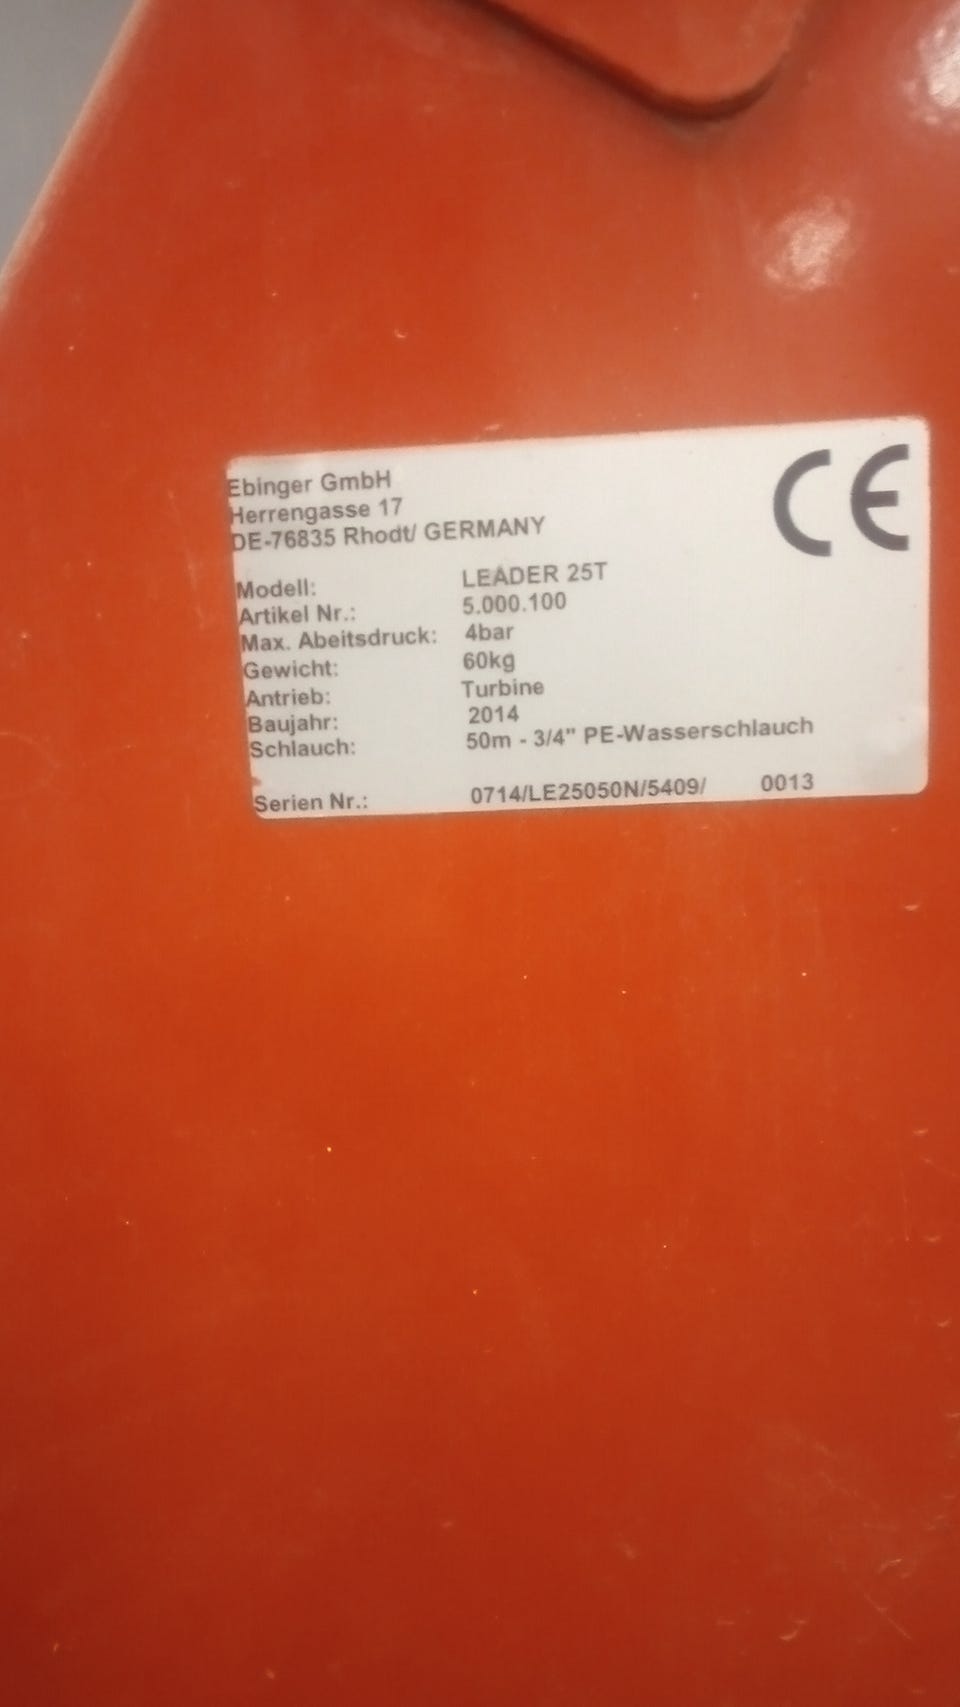 Ebinger GmbH
Herrengasse 17
DE-76835 Rhodt/ GERMANY
CE
Modell: LEADER 25T
Artikel Nr.: 5.000.100
Max. Abeitsdruck: 4bar
Gewicht: 60kg
Antrieb: Turbine
Baujahr: 2014
Schlauch: 50m - 3/4" PE-Wasserschlauch
Serien Nr.: 0714/LE25050N/5409/ 0013